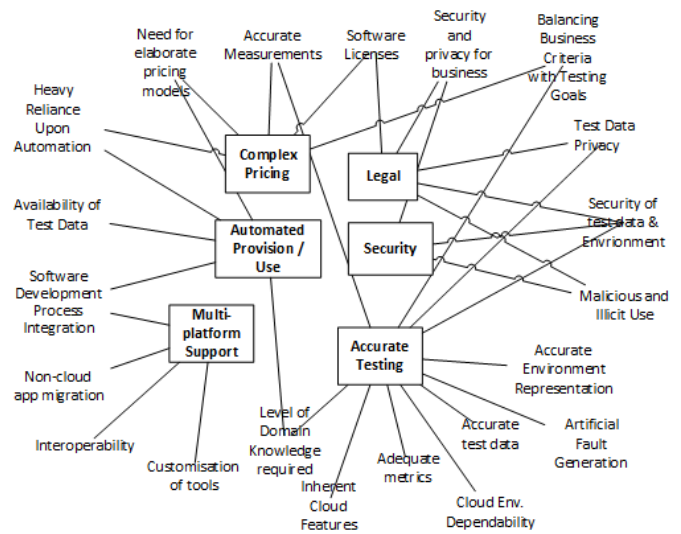 Need for
elaborate
pricing
models
Accurate
Measurements
Software
Licenses
Security
and
privacy for
business
Balancing
Business
Criteria
with Testing
Goals
Heavy
Reliance
Upon
Automation
Test Data
Privacy
Complex
Pricing
Legal
Availability of
Test Data
Automated
Provision /
Use
Security
Security of
test data &
Envrionment
Software
Development
Process
Integration
Multi-
platform
Support
Malicious and
Illicit Use
Accurate
Testing
Accurate
Environment
Representation
Non-cloud
app migration
Interoperability
Customisation
of tools
Level of
Domain
Knowledge
required
Inherent
Cloud
Features
Adequate
metrics
Accurate
test data
Artificial
Fault
Generation
Cloud Env.
Dependability